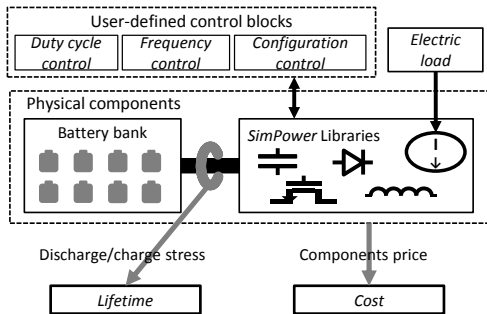 User-defined control blocks
Duty cycle
control
Frequency
control
Configuration
control
Electric
load
Physical components
Battery bank
SimPower Libraries
I
Discharge/charge stress
Components price
Lifetime
Cost